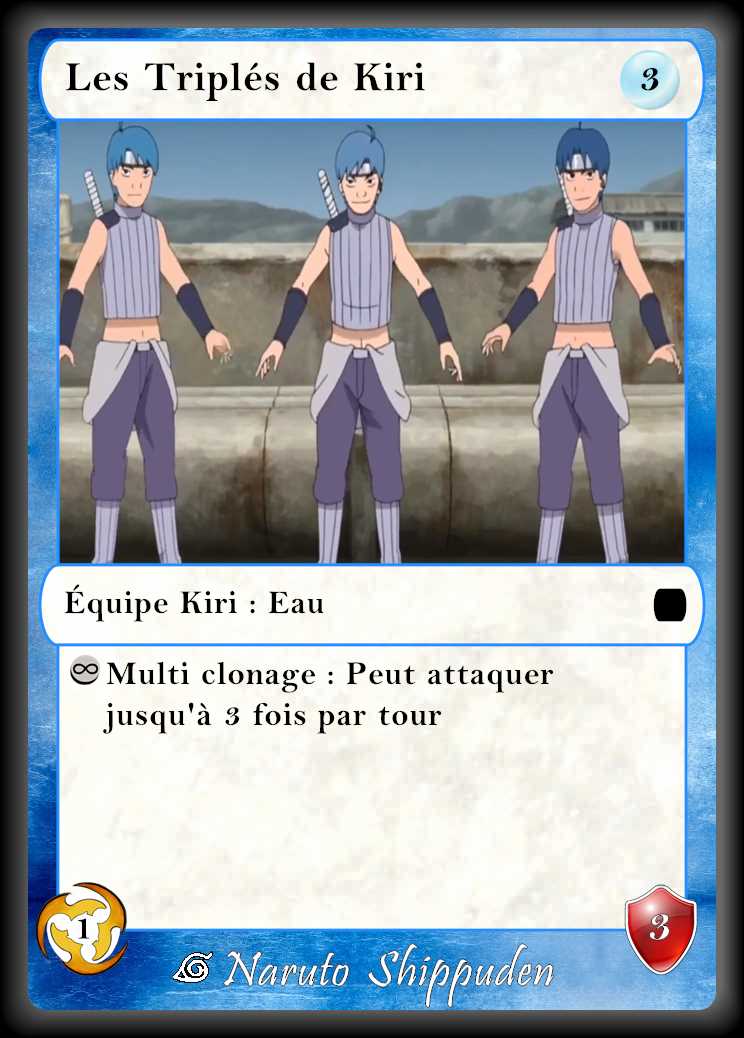 Les Triplés de Kiri
3
Équipe Kiri : Eau
∞ Multi clonage : Peut attaquer
jusqu'à 3 fois par tour
1
3
Naruto Shippuden